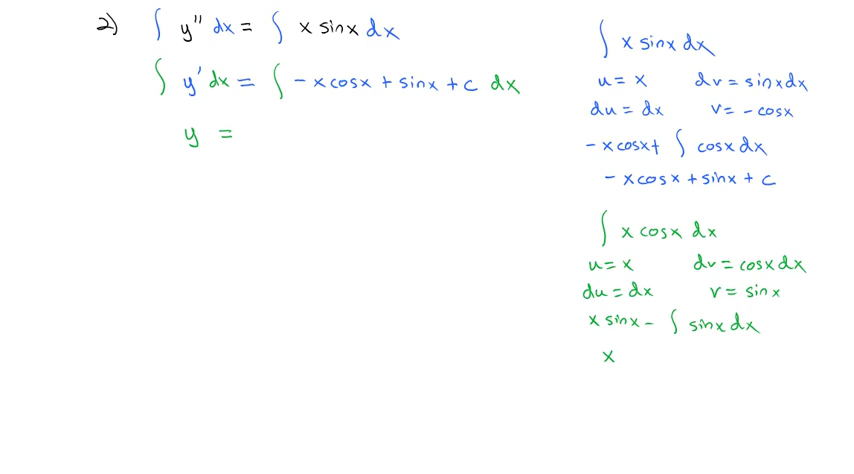 2) ∫ y'' dx = ∫ x sinx dx
∫ y' dx = ∫ -x cosx + sinx + c dx
y =
∫ x sinx dx
u = x dv = sinx dx
du = dx v = -cosx
-x cosx + ∫ cosx dx
-x cosx + sinx + c
∫ x cosx dx
u = x dv = cosx dx
du = dx v = sinx
x sinx - ∫ sinx dx
x